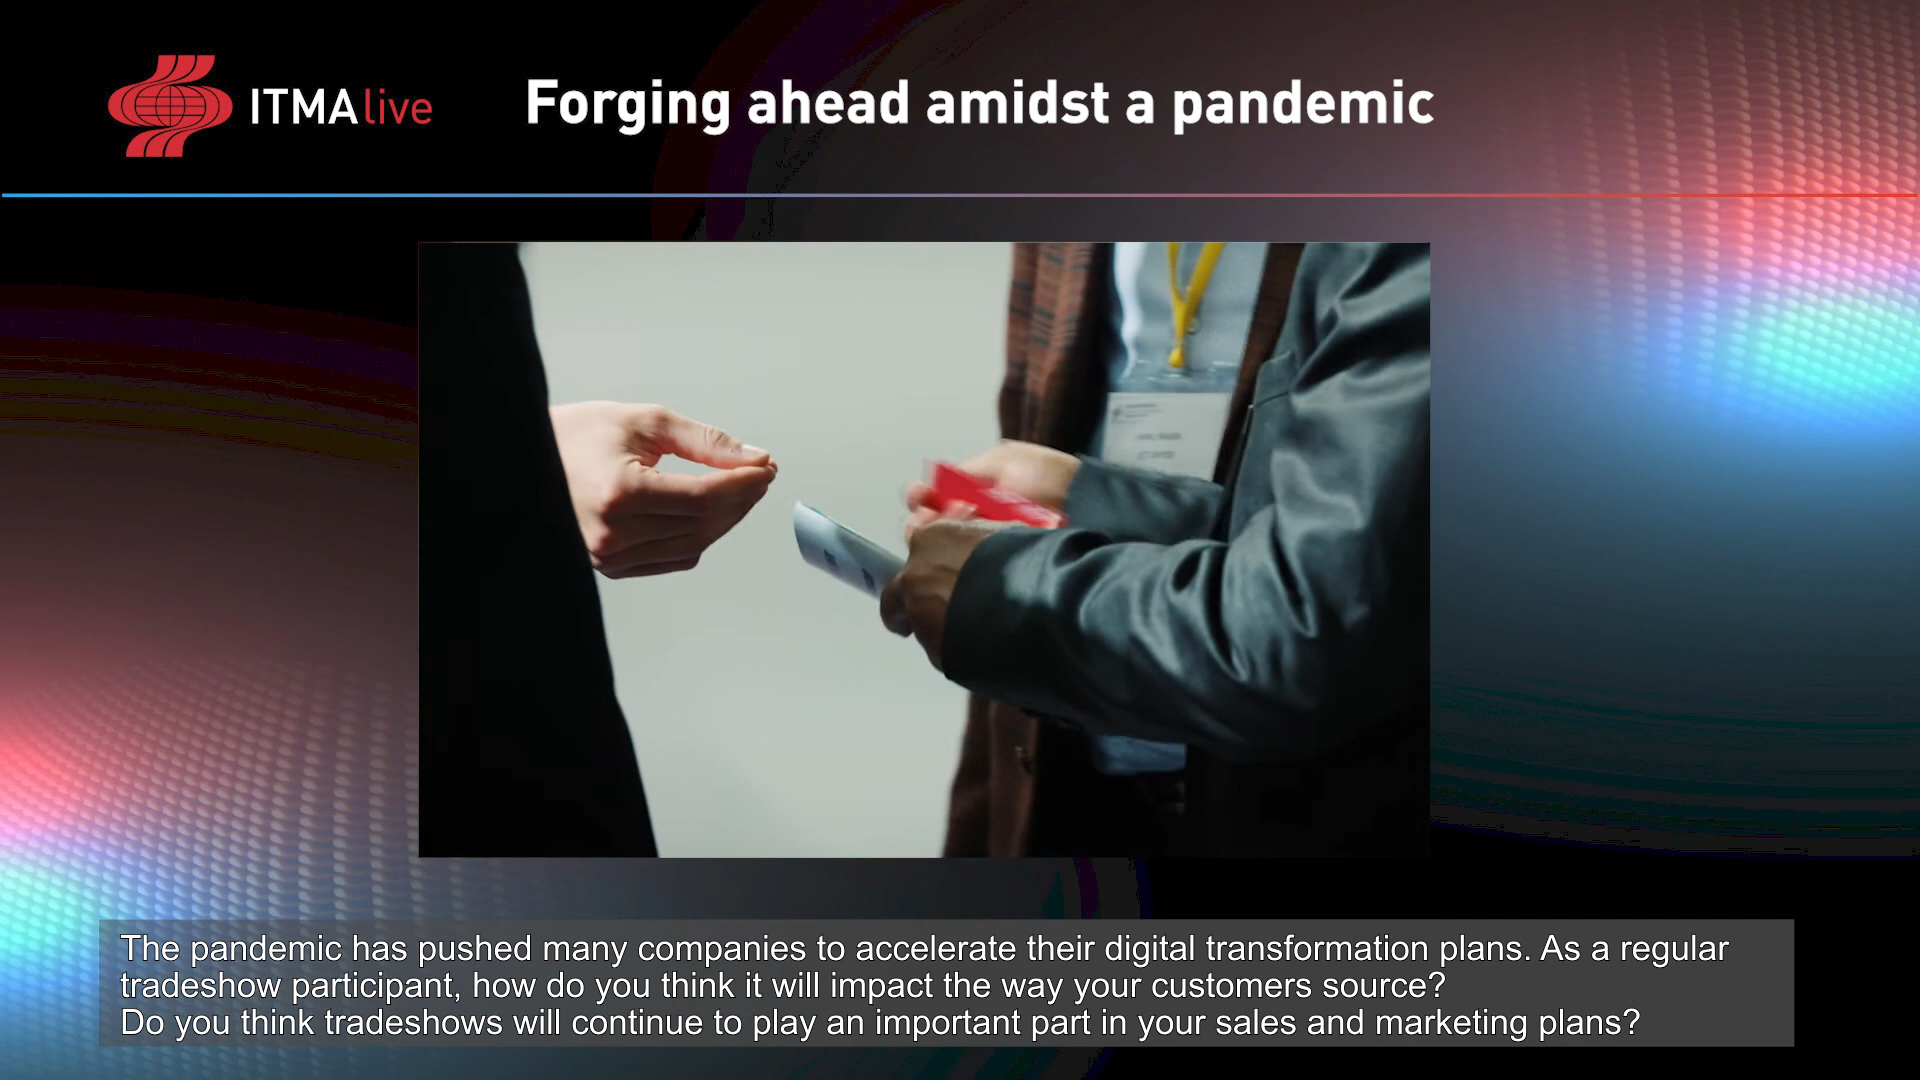 ITMAlive
Forging ahead amidst a pandemic
The pandemic has pushed many companies to accelerate their digital transformation plans. As a regular
tradeshow participant, how do you think it will impact the way your customers source?
Do you think tradeshows will continue to play an important part in your sales and marketing plans?